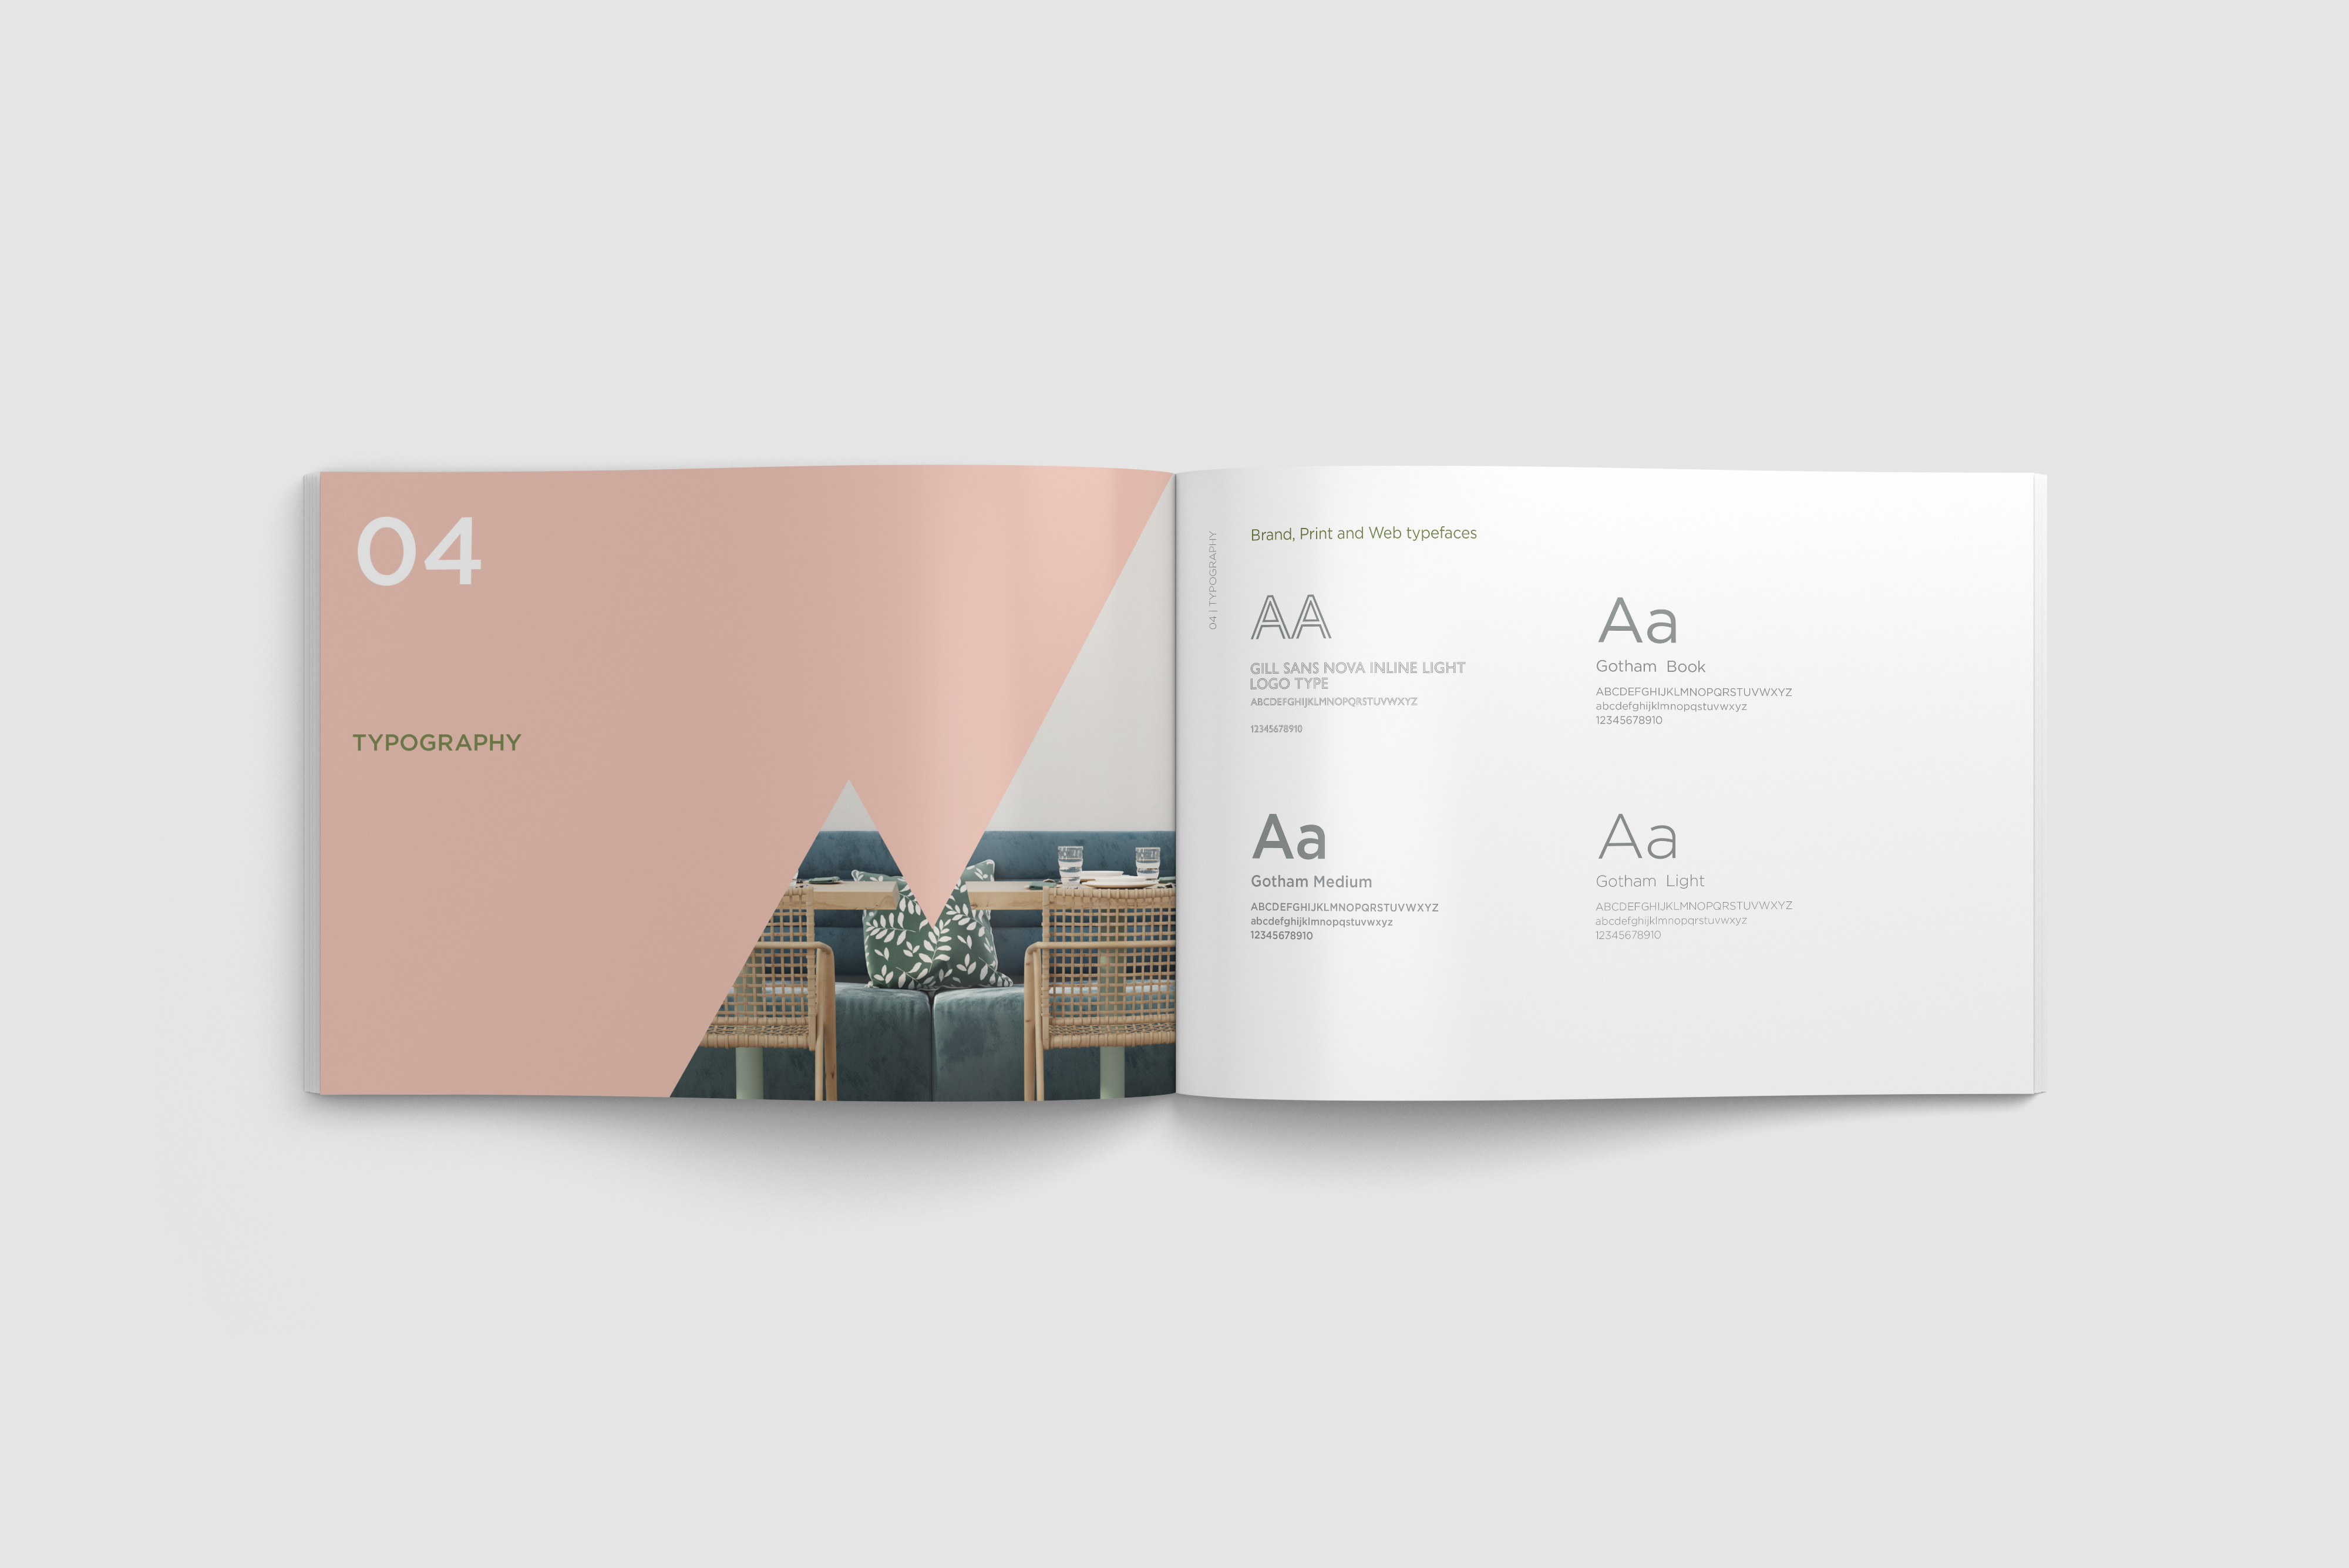 04
TYPOGRAPHY
04 | TYPOGRAPHY
Brand, Print and Web typefaces
AA
GILL SANS NOVA INLINE LIGHT
LOGO TYPE
ABCDEFGHIJKLMNOPQRSTUVWXYZ
12345678910
Aa
Gotham Book
ABCDEFGHIJKLMNOPQRSTUVWXYZ
abcdefghijklmnopqstuvwxyz
12345678910
Aa
Gotham Medium
ABCDEFGHIJKLMNOPQRSTUVWXYZ
abcdefghijklmnopqstuvwxyz
12345678910
Aa
Gotham Light
ABCDEFGHIJKLMNOPQRSTUVWXYZ
abcdefghijklmnopqrstuvwxyz
12345678910